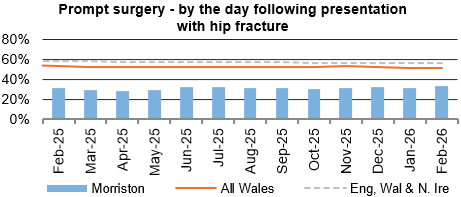 Prompt surgery - by the day following presentation
with hip fracture
80%
60%
40%
20%
0%
Feb-25
Mar-25
Apr-25
May-25
Jun-25
Jul-25
Aug-25
Sep-25
Oct-25
Nov-25
Dec-25
Jan-26
Feb-26
Morriston All Wales Eng, Wal & N. Ire